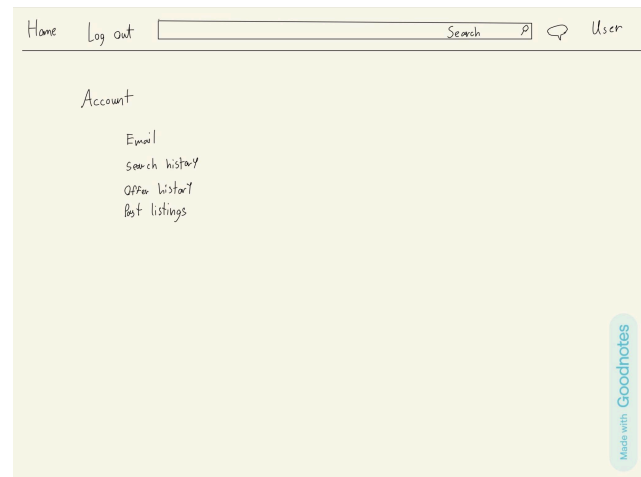 Home Log out Search User
Account
Email
Search history
Offer history
Past listings
Made with Goodnotes